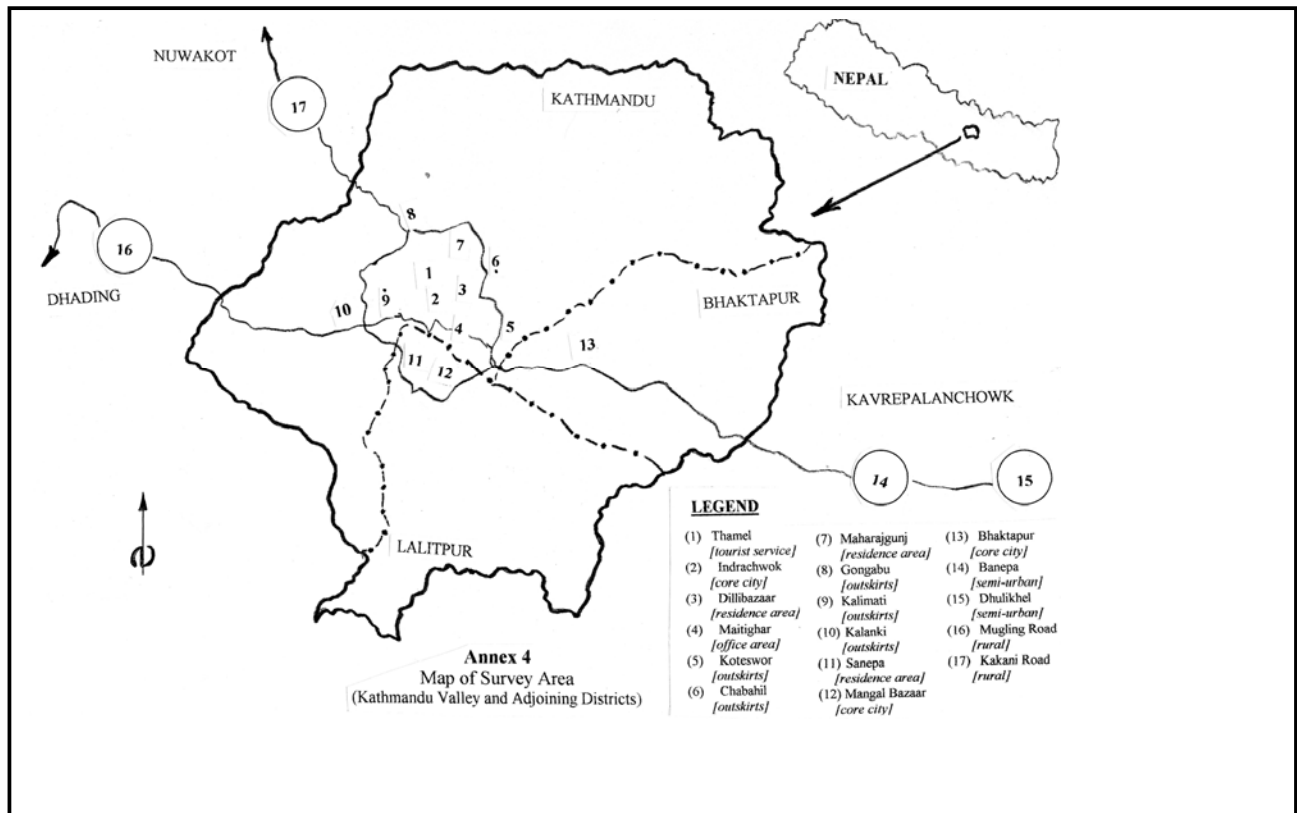 NUWAKOT
17
KATHMANDU
NEPAL
8
7
6
16
1
DHADING
9
2
3
BHAKTAPUR
10
4
5
13
11
12
KAVREPALANCHOWK
14
15
LALITPUR
Annex 4
Map of Survey Area
(Kathmandu Valley and Adjoining Districts)
LEGEND
(1) Thamel
[tourist service]
(2) Indrachwok
[core city]
(3) Dillibazaar
[residence area]
(4) Maitighar
[office area]
(5) Koteswor
[outskirts]
(6) Chabahil
[outskirts]
(7) Maharajgunj
[residence area]
(8) Gongabu
[outskirts]
(9) Kalimati
[outskirts]
(10) Kalanki
[outskirts]
(11) Sanepa
[residence area]
(12) Mangal Bazaar
[core city]
(13) Bhaktapur
[core city]
(14) Banepa
[semi-urban]
(15) Dhulikhel
[semi-urban]
(16) Mugling Road
[rural]
(17) Kakani Road
[rural]